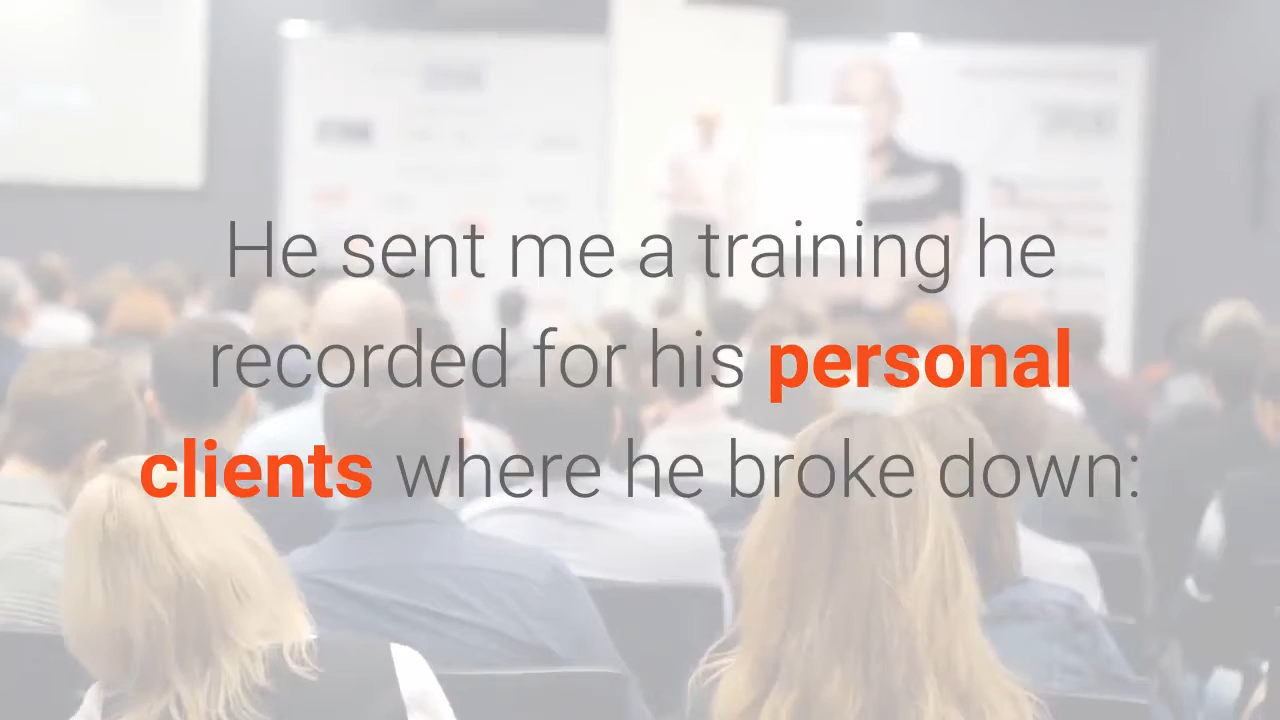 He sent me a training he
recorded for his personal
clients where he broke down: